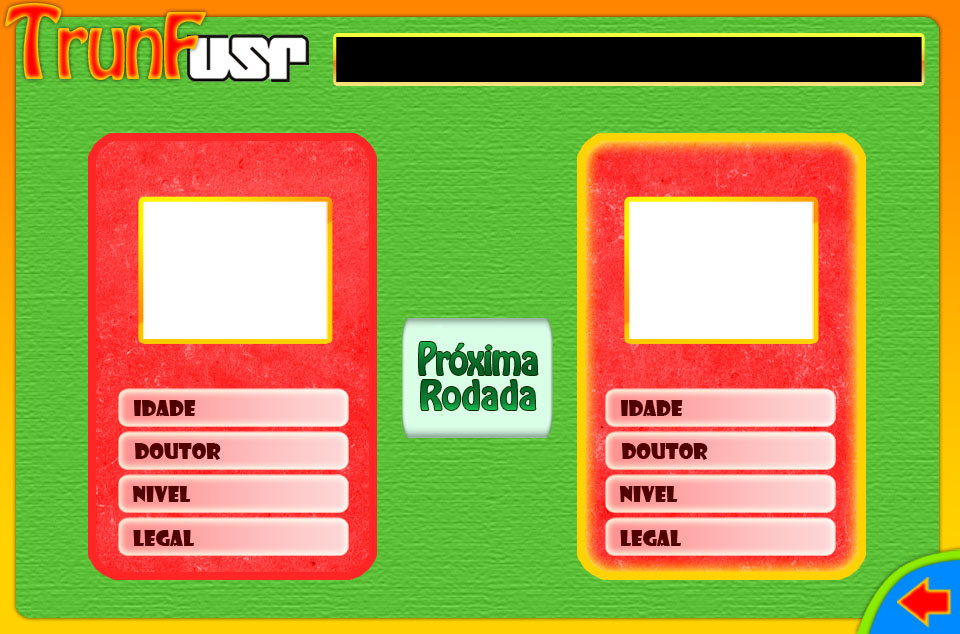 TrunFusp
IDADE
DOUTOR
NIVEL
LEGAL
Próxima
Rodada
IDADE
DOUTOR
NIVEL
LEGAL